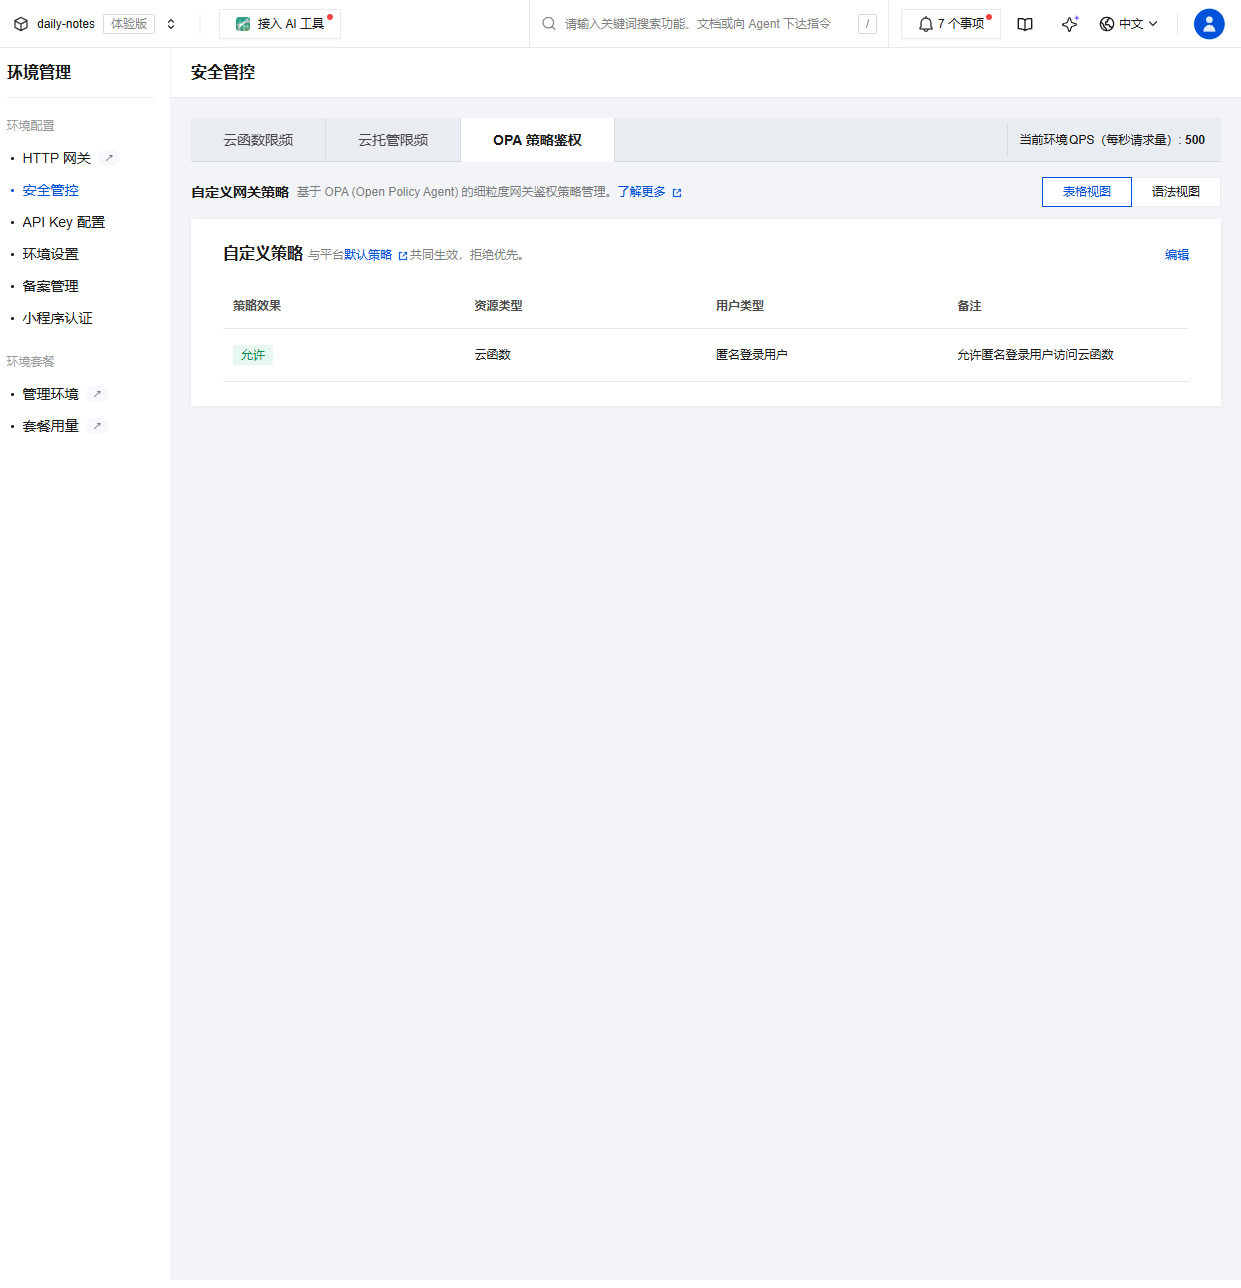 daily-notes 体验版 接入 AI 工具 请输入关键词搜索功能、文档或向 Agent 下达指令 / 7 个事项 中文
环境管理
环境配置
HTTP 网关
安全管控
API Key 配置
环境设置
备案管理
小程序认证
环境套餐
管理环境
套餐用量
安全管控
云函数限频 云托管限频 OPA 策略鉴权 当前环境QPS（每秒请求量）: 500
自定义网关策略 基于 OPA (Open Policy Agent) 的细粒度网关鉴权策略管理。了解更多 表格视图 语法视图
自定义策略 与平台默认策略 共同生效，拒绝优先。 编辑
策略效果 资源类型 用户类型 备注
允许 云函数 匿名登录用户 允许匿名登录用户访问云函数